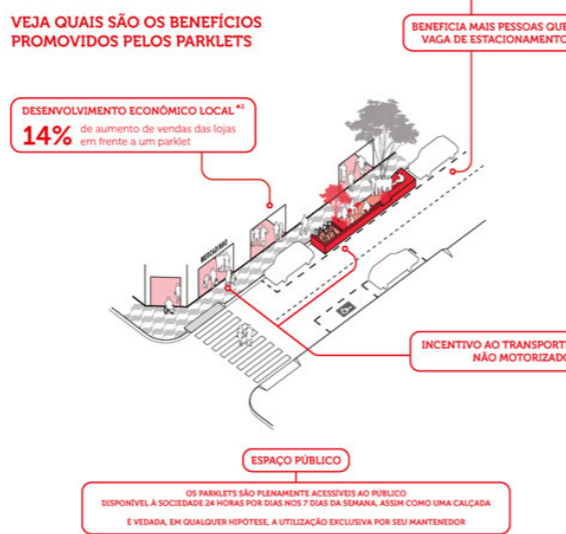 VEJA QUAIS SÃO OS BENEFÍCIOS
PROMOVIDOS PELOS PARKLETS
BENEFICIA MAIS PESSOAS QUE
VAGA DE ESTACIONAMENTO
DESENVOLVIMENTO ECONÔMICO LOCAL *²
14% de aumento de vendas das lojas
em frente a um parklet
MERCADINHO
INCENTIVO AO TRANSPORTE
NÃO MOTORIZADO
ESPAÇO PÚBLICO
OS PARKLETS SÃO PLENAMENTE ACESSÍVEIS AO PÚBLICO
DISPONÍVEL À SOCIEDADE 24 HORAS POR DIAS NOS 7 DIAS DA SEMANA, ASSIM COMO UMA CALÇADA
É VEDADA, EM QUALQUER HIPÓTESE, A UTILIZAÇÃO EXCLUSIVA POR SEU MANTENEDOR